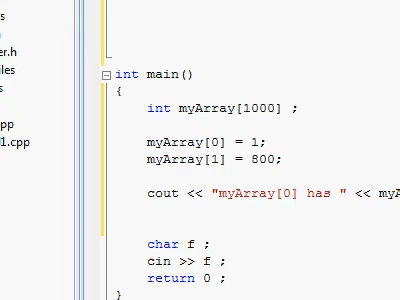 er.h
iles
pp
1.cpp
int main()
{
int myArray[1000] ;
myArray[0] = 1;
myArray[1] = 800;
cout << "myArray[0] has " << myA
char f ;
cin >> f ;
return 0 ;
}